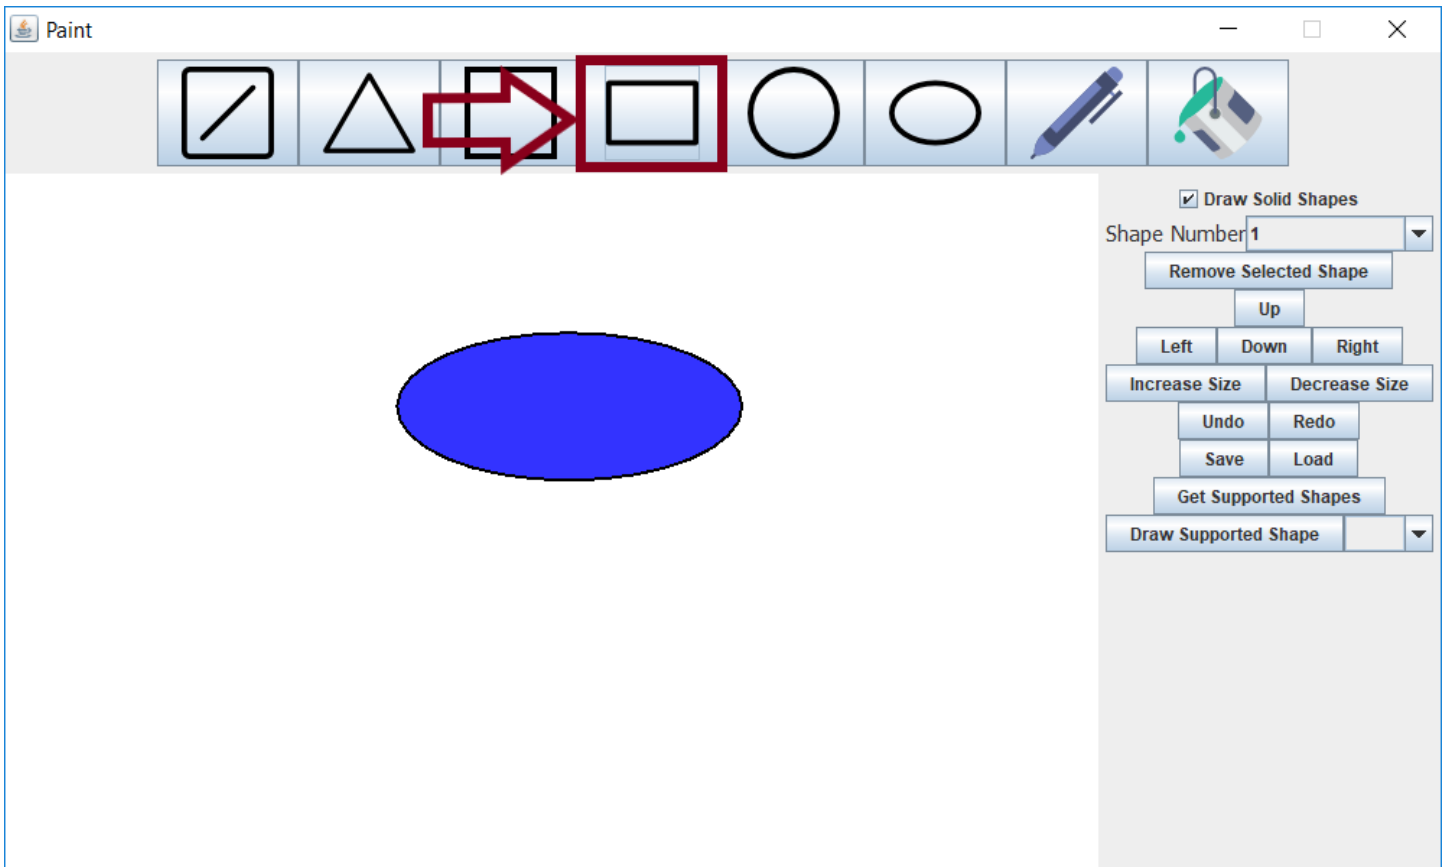 Paint
Draw Solid Shapes
Shape Number 1
Remove Selected Shape
Up
Left Down Right
Increase Size Decrease Size
Undo Redo
Save Load
Get Supported Shapes
Draw Supported Shape